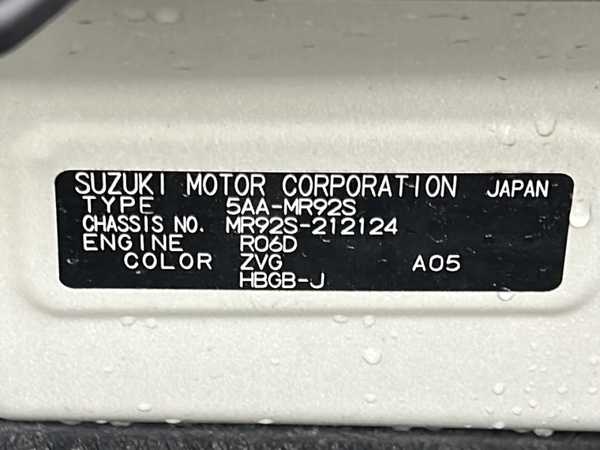 SUZUKI MOTOR CORPORATION JAPAN
TYPE 5AA-MR92S
CHASSIS NO. MR92S-212124
ENGINE R06D
COLOR ZVG A05
HBGB-J